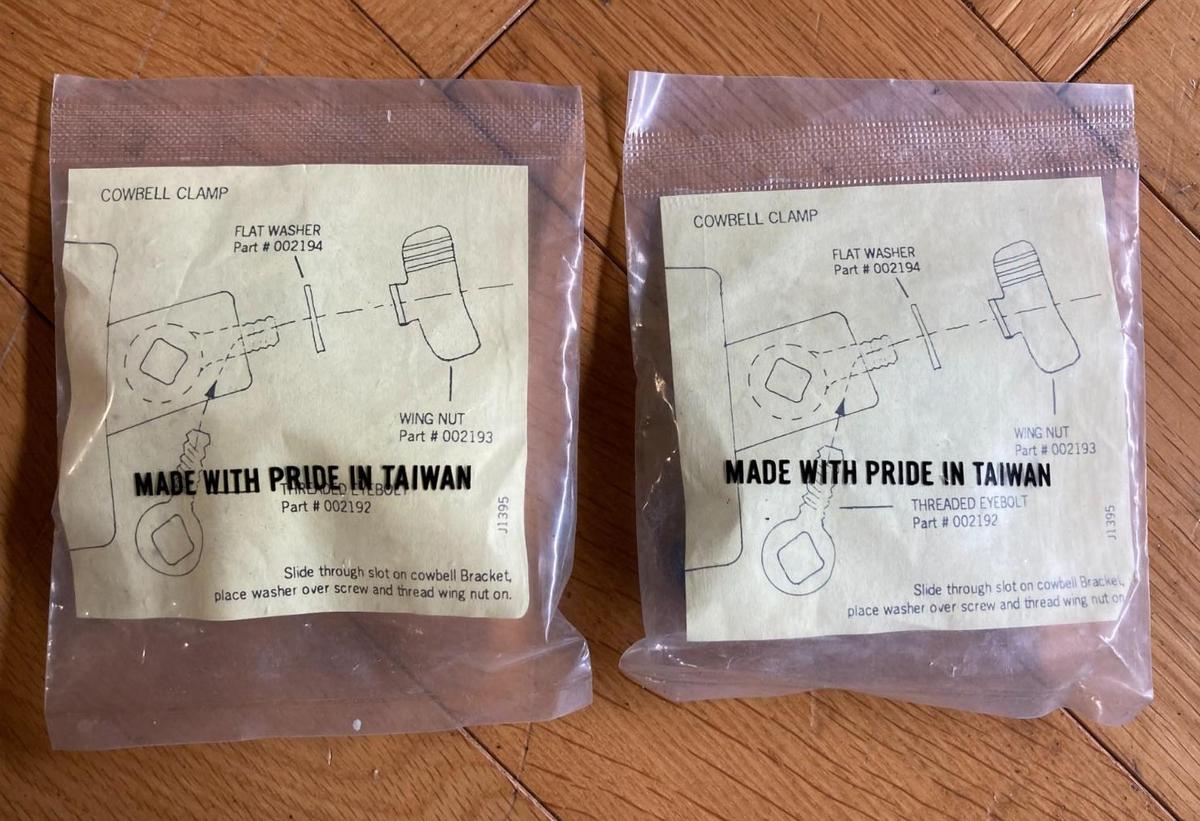 COWBELL CLAMP
FLAT WASHER
Part # 002194
WING NUT
Part # 002193
MADE WITH PRIDE IN TAIWAN
THREADED EYEBOLT
Part # 002192
J1395
Slide through slot on cowbell Bracket,
place washer over screw and thread wing nut on.
COWBELL CLAMP
FLAT WASHER
Part # 002194
WING NUT
Part # 002193
MADE WITH PRIDE IN TAIWAN
THREADED EYEBOLT
Part # 002192
J1395
Slide through slot on cowbell Bracket,
place washer over screw and thread wing nut on